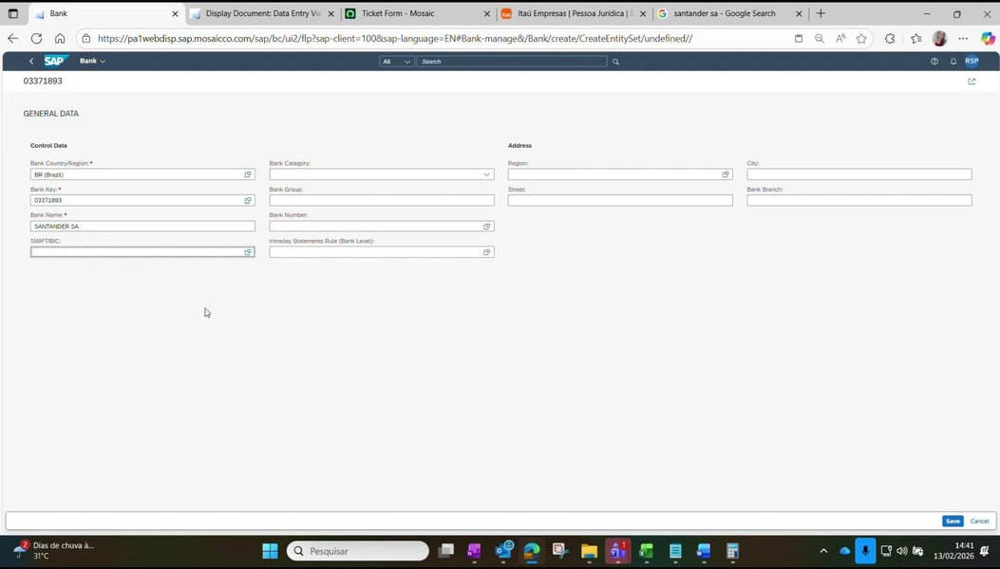 Bank
Display Document: Data Entry Vie
Ticket Form - Mosaic
Itaú Empresas | Pessoa Jurídica | S
santander sa - Google Search
https://pa1webdisp.sap.mosaicco.com/sap/bc/ui2/flp?sap-client=100&sap-language=EN#Bank-manage&/Bank/create/CreateEntitySet/undefined//
SAP Bank All Search RSP
03371893
GENERAL DATA
Control Data Address
Bank Country/Region: * Bank Category: Region: City:
BR (Brazil)
Bank Key: * Bank Group: Street: Bank Branch:
03371893
Bank Name: * Bank Number:
SANTANDER SA
SWIFT/BIC: Intraday Statements Rule (Bank Level):
Save Cancel
2 Dias de chuva à...
31°C
Pesquisar
1
14:41
13/02/2026